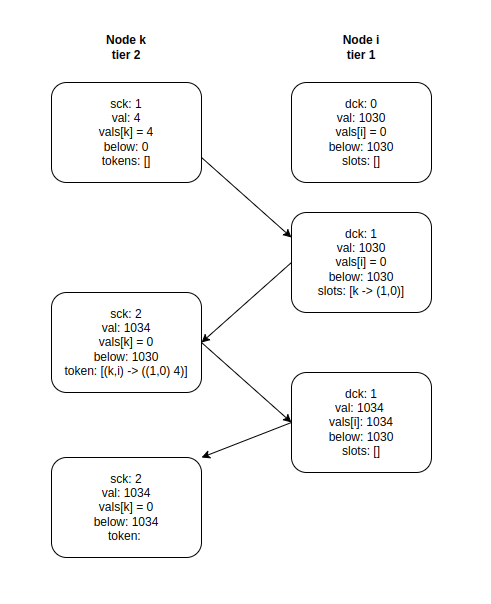 Node k
tier 2
Node i
tier 1
sck: 1
val: 4
vals[k] = 4
below: 0
tokens: []
dck: 0
val: 1030
vals[i] = 0
below: 1030
slots: []
dck: 1
val: 1030
vals[i] = 0
below: 1030
slots: [k -> (1,0)]
sck: 2
val: 1034
vals[k] = 0
below: 1030
token: [(k,i) -> ((1,0) 4)]
dck: 1
val: 1034
vals[i]: 1034
below: 1030
slots: []
sck: 2
val: 1034
vals[k] = 0
below: 1034
token: